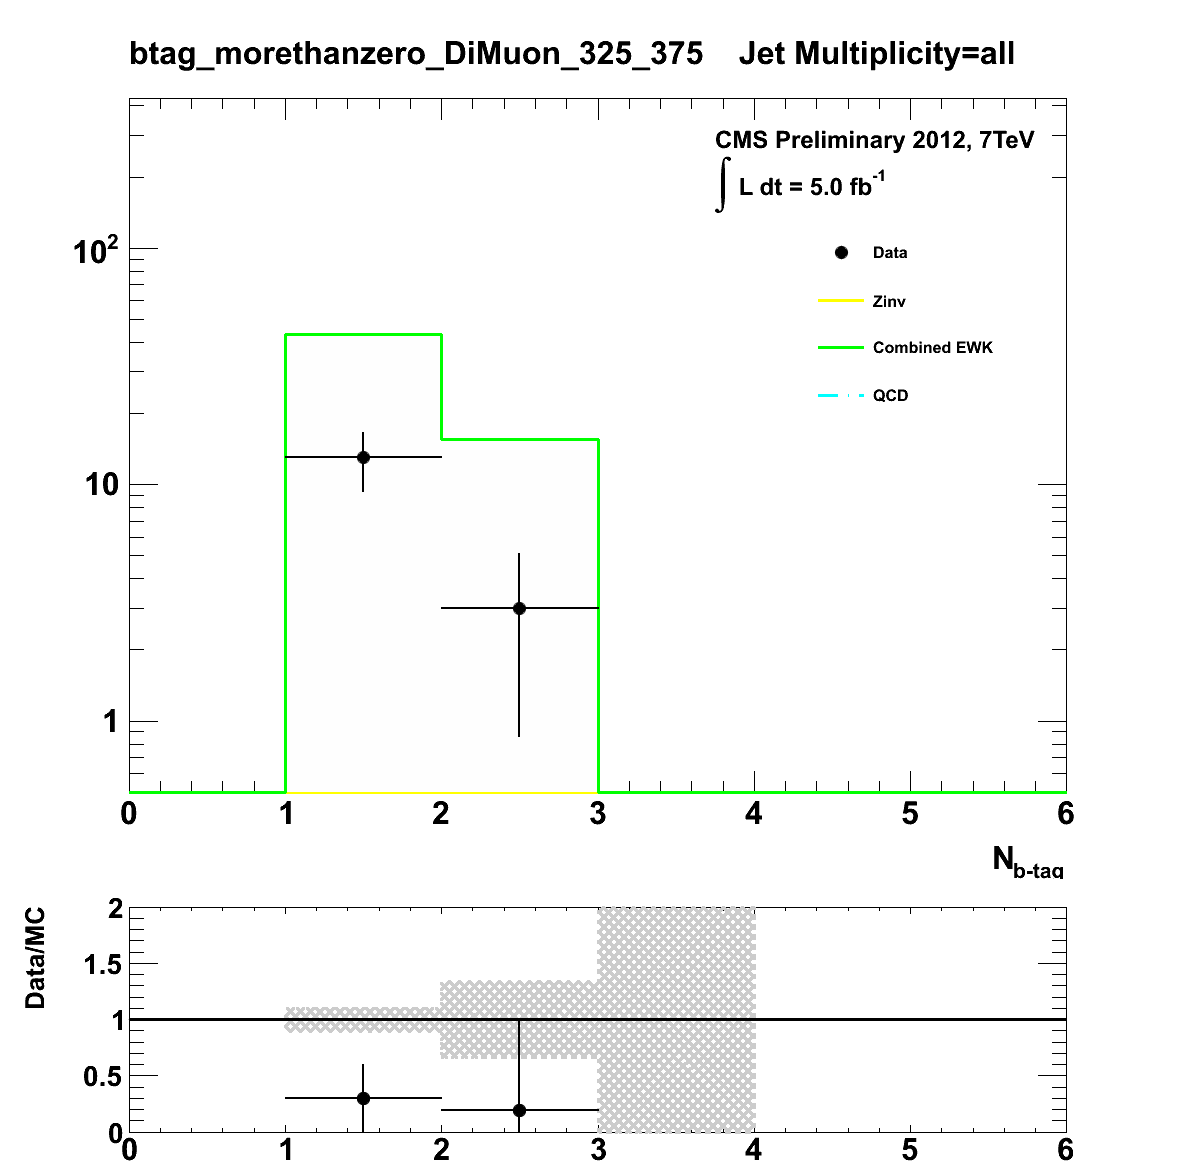 btag_morethanzero_DiMuon_325_375 Jet Multiplicity=all
CMS Preliminary 2012, 7TeV
∫ L dt = 5.0 fb⁻¹
Data
Zinv
Combined EWK
QCD
10²
10
1
0 1 2 3 4 5 6
N_b-tag
Data/MC
2
1.5
1
0.5
0
0 1 2 3 4 5 6